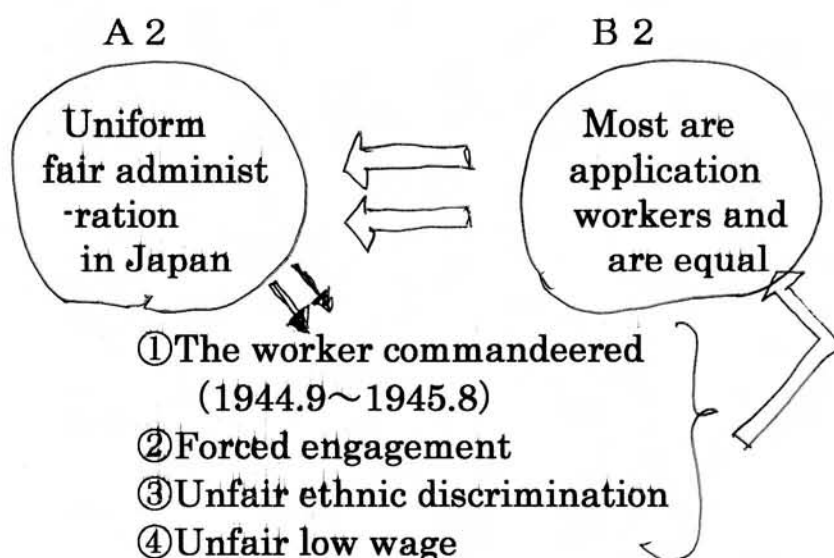 A 2
B 2
Uniform
fair administ
-ration
in Japan
Most are
application
workers and
are equal
①The worker commandeered
(1944.9～1945.8)
②Forced engagement
③Unfair ethnic discrimination
④Unfair low wage